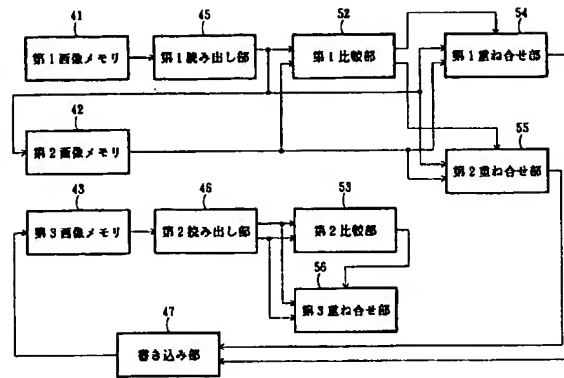 41
45
52
54
第1画像メモリ
第1読み出し部
第1比較部
第1重ね合せ部
42
55
第2画像メモリ
第2重ね合せ部
43
46
53
第3画像メモリ
第2読み出し部
第2比較部
56
第3重ね合せ部
47
書き込み部